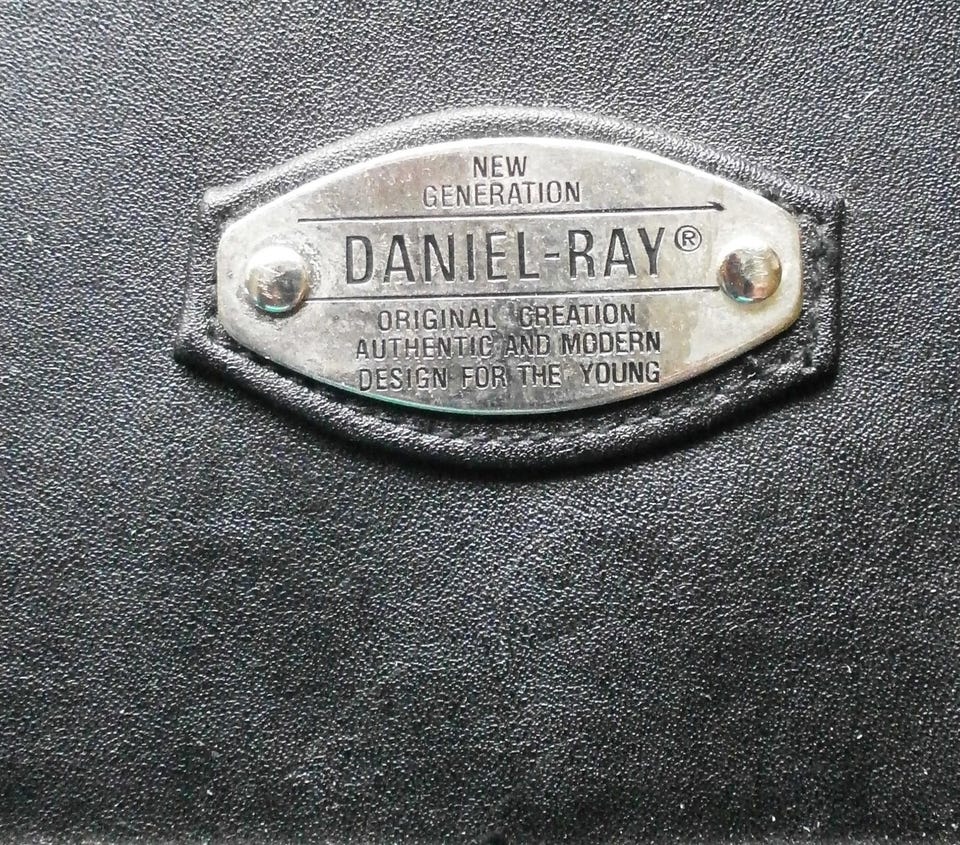 NEW
GENERATION
DANIEL-RAY®
ORIGINAL CREATION
AUTHENTIC AND MODERN
DESIGN FOR THE YOUNG